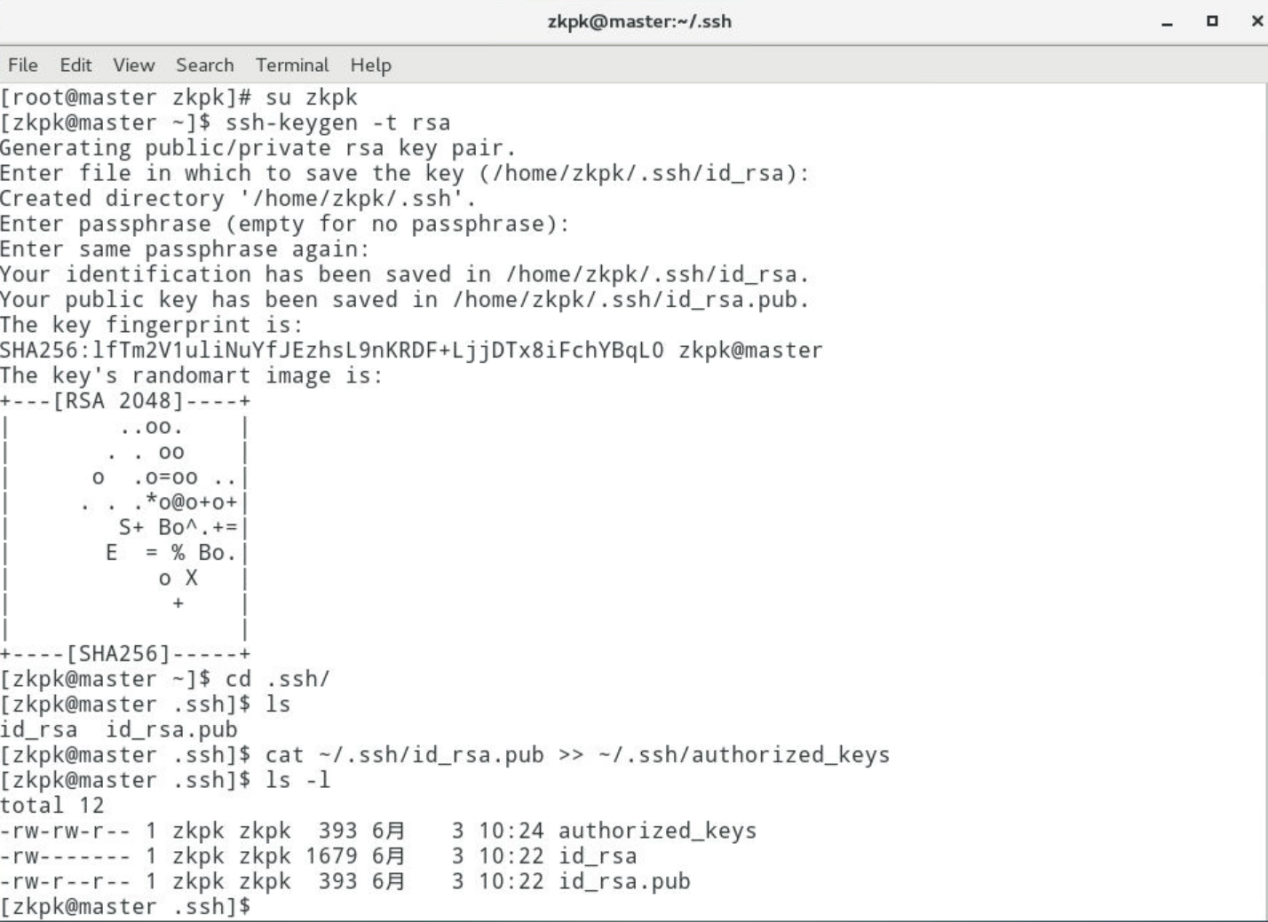 zkpk@master:~/.ssh
File Edit View Search Terminal Help
[root@master zkpk]# su zkpk
[zkpk@master ~]$ ssh-keygen -t rsa
Generating public/private rsa key pair.
Enter file in which to save the key (/home/zkpk/.ssh/id_rsa):
Created directory '/home/zkpk/.ssh'.
Enter passphrase (empty for no passphrase):
Enter same passphrase again:
Your identification has been saved in /home/zkpk/.ssh/id_rsa.
Your public key has been saved in /home/zkpk/.ssh/id_rsa.pub.
The key fingerprint is:
SHA256:lfTm2V1uliNuYfJEzhsL9nKRDF+LjjDTx8iFchYBqL0 zkpk@master
The key's randomart image is:
+---[RSA 2048]----+
|        ..oo.    |
|       . . oo    |
|      o  .o=oo ..|
|     . . .*o@o+o+|
|        S+ Bo^.+=|
|       E  = % Bo.|
|           o X   |
|            +    |
|                 |
+----[SHA256]-----+
[zkpk@master ~]$ cd .ssh/
[zkpk@master .ssh]$ ls
id_rsa  id_rsa.pub
[zkpk@master .ssh]$ cat ~/.ssh/id_rsa.pub >> ~/.ssh/authorized_keys
[zkpk@master .ssh]$ ls -l
total 12
-rw-rw-r-- 1 zkpk zkpk  393 6月   3 10:24 authorized_keys
-rw------- 1 zkpk zkpk 1679 6月   3 10:22 id_rsa
-rw-r--r-- 1 zkpk zkpk  393 6月   3 10:22 id_rsa.pub
[zkpk@master .ssh]$